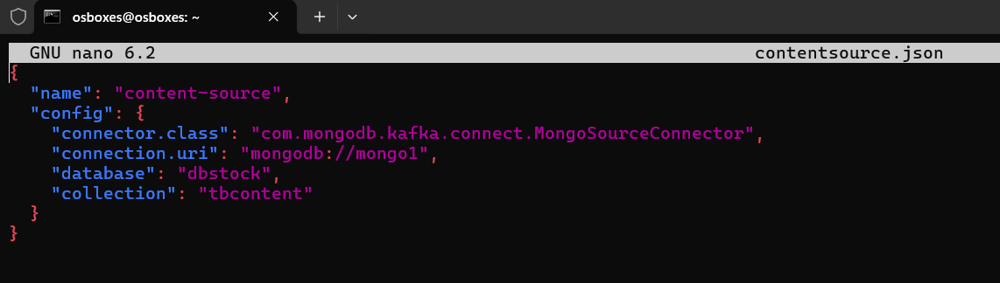 osboxes@osboxes: ~
GNU nano 6.2 contentsource.json
{
"name": "content-source",
"config": {
"connector.class": "com.mongodb.kafka.connect.MongoSourceConnector",
"connection.uri": "mongodb://mongo1",
"database": "dbstock",
"collection": "tbcontent"
}
}